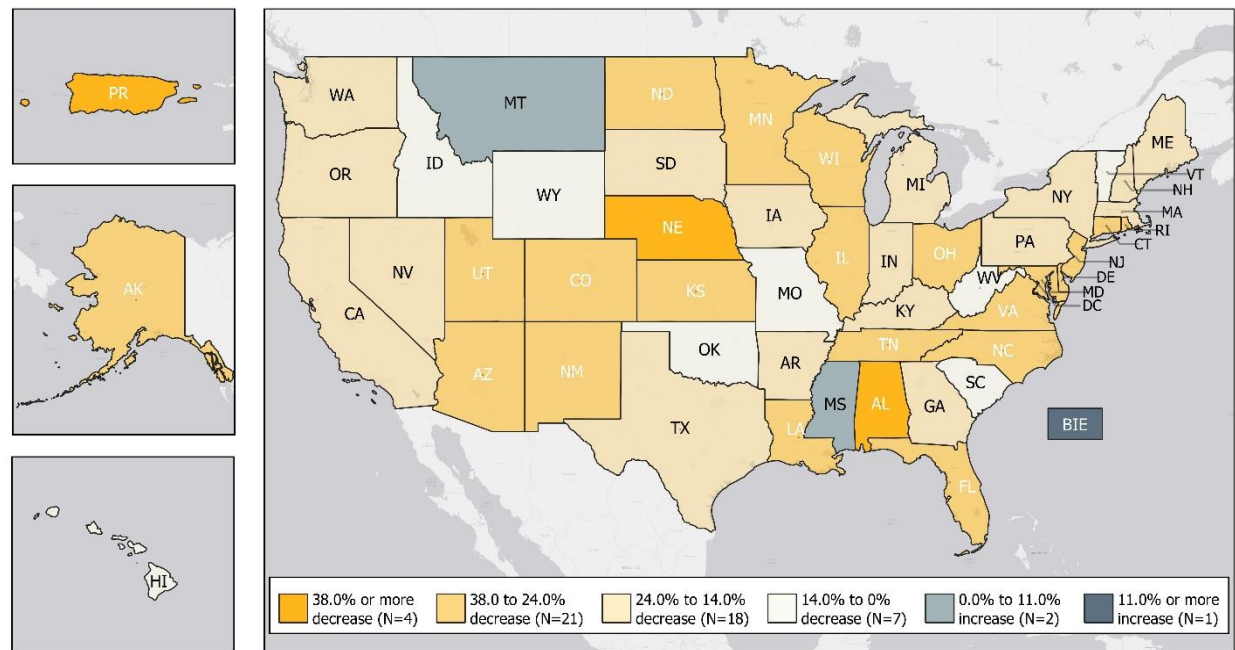 PR
AK
HI
WA
MT
ND
MN
OR
ID
WY
SD
WI
MI
ME
VT
NH
NY
MA
RI
CT
NV
UT
CO
NE
IA
IL
IN
OH
PA
NJ
DE
MD
DC
CA
KS
MO
KY
WV
VA
AZ
NM
OK
AR
TN
NC
SC
TX
LA
MS
AL
GA
FL
BIE
38.0% or more
decrease (N=4)
38.0 to 24.0%
decrease (N=21)
24.0% to 14.0%
decrease (N=18)
14.0% to 0%
decrease (N=7)
0.0% to 11.0%
increase (N=2)
11.0% or more
increase (N=1)